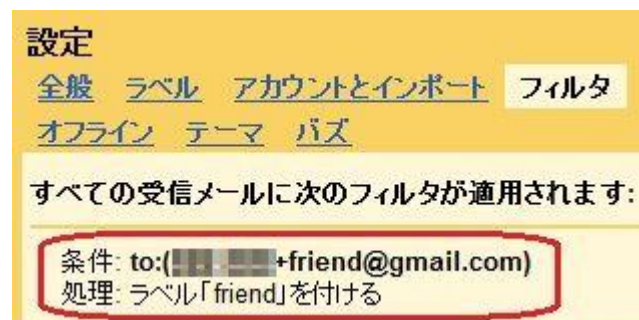 設定
全般 ラベル アカウントとインポート フィルタ
オフライン テーマ バズ
すべての受信メールに次のフィルタが適用されます:
条件: to:( +friend@gmail.com)
処理: ラベル「friend」を付ける